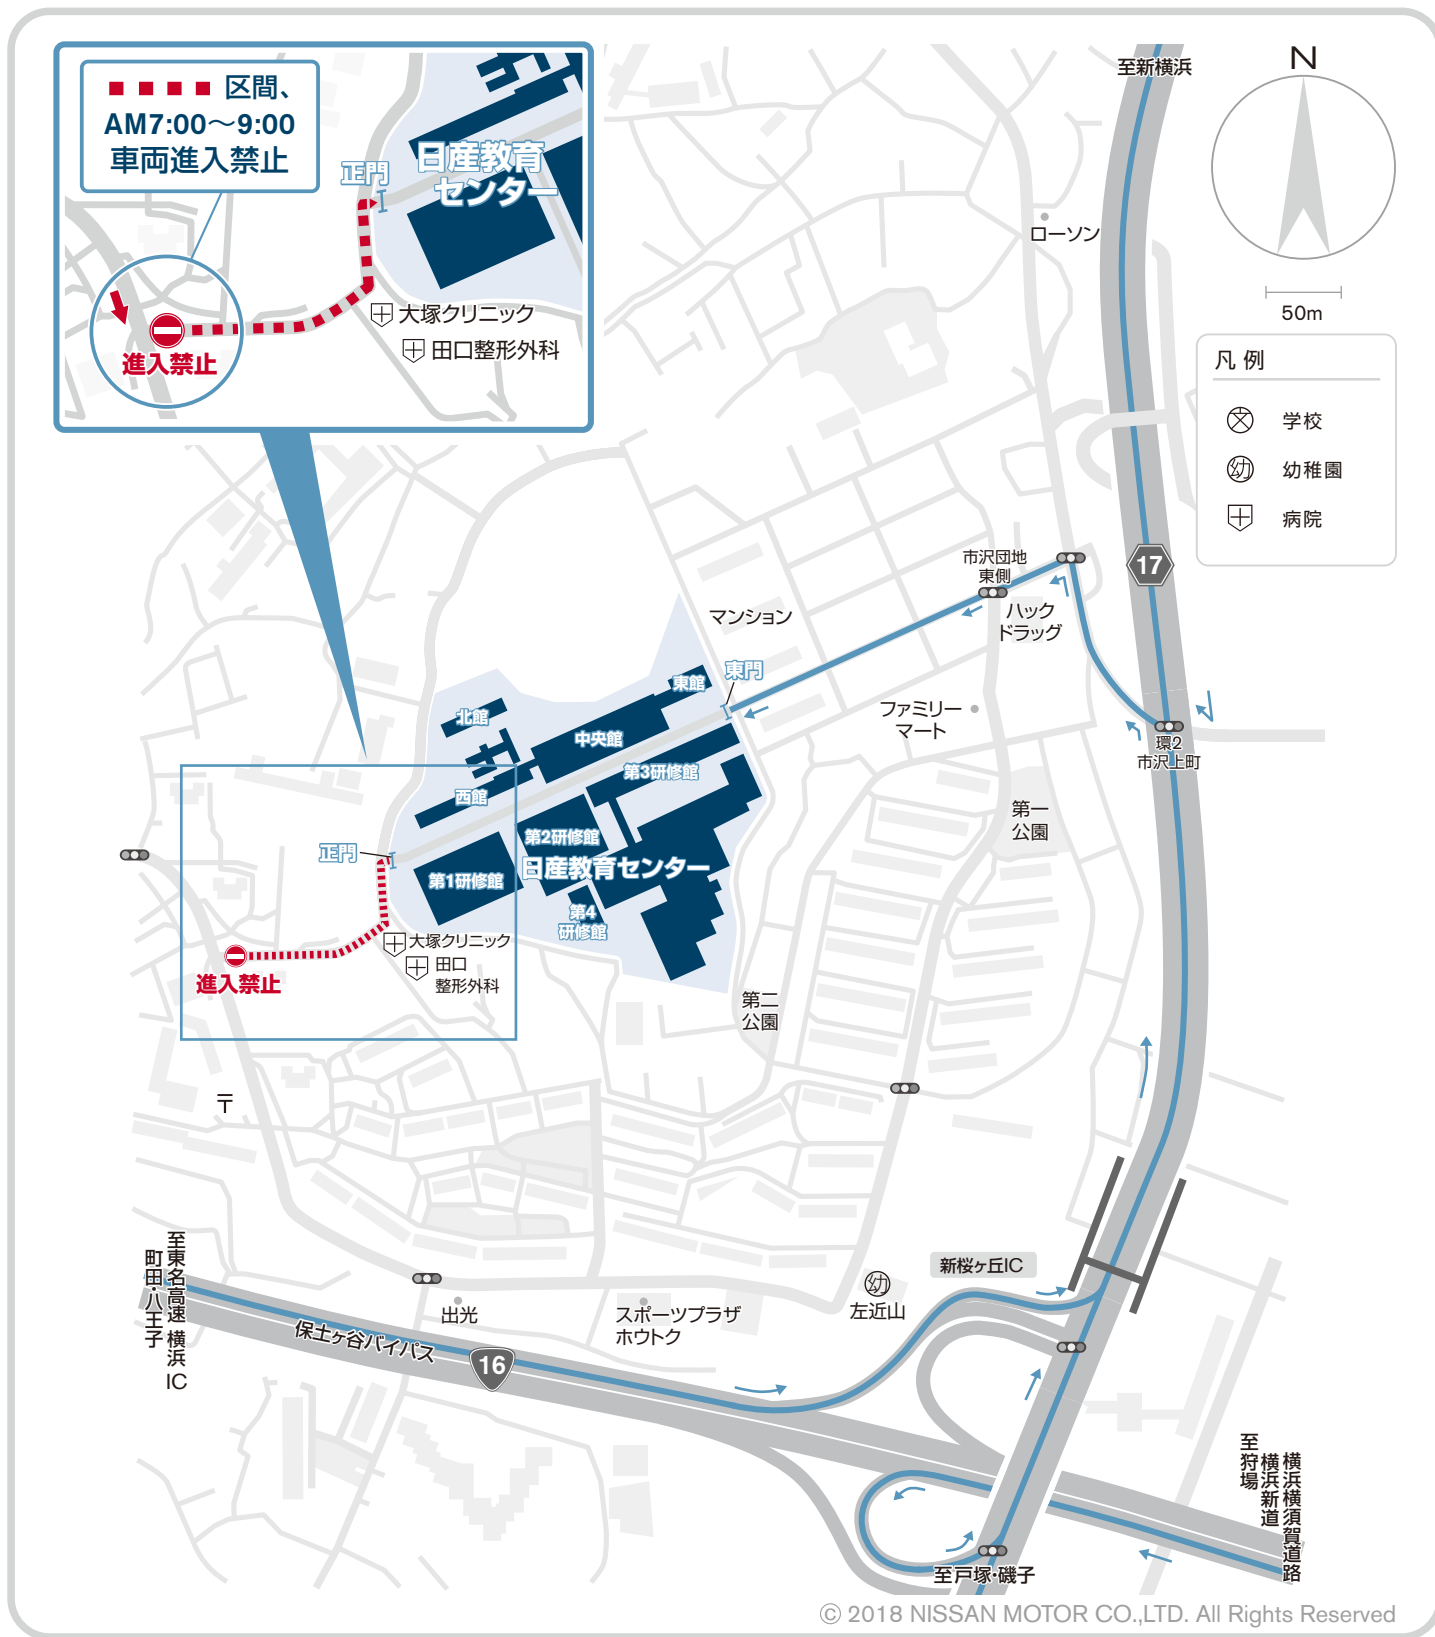 区間、
AM7:00〜9:00
車両進入禁止
正門
日産教育
センター
大塚クリニック
田口整形外科
進入禁止
至新横浜
N
50m
凡例
学校
幼 幼稚園
病院
ローソン
17
市沢団地
東側
ハック
ドラッグ
マンション
東門
東館
北館
中央館
ファミリー
マート
環2
市沢上町
第3研修館
西館
第一
公園
第2研修館
正門
日産教育センター
第1研修館
第4
研修館
大塚クリニック
田口
整形外科
進入禁止
第二
公園
〒
新桜ヶ丘IC
幼
左近山
至東名高速 横浜IC
町田・八王子
出光
スポーツプラザ
ホウトク
保土ヶ谷バイパス
16
横浜横須賀道路
横浜新道
至狩場
至戸塚・磯子
© 2018 NISSAN MOTOR CO.,LTD. All Rights Reserved